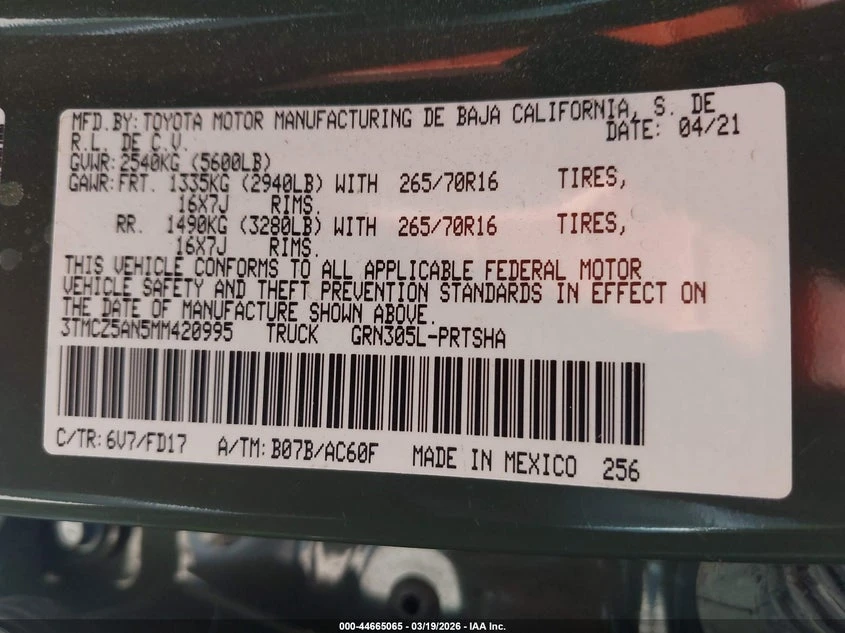 MFD.BY: TOYOTA MOTOR MANUFACTURING DE BAJA CALIFORNIA, S. DE
R.L. DE C.V. DATE: 04/21
GVWR: 2540KG (5600LB)
GAWR: FRT. 1335KG (2940LB) WITH 265/70R16 TIRES,
16X7J RIMS.
RR. 1490KG (3280LB) WITH 265/70R16 TIRES,
16X7J RIMS.
THIS VEHICLE CONFORMS TO ALL APPLICABLE FEDERAL MOTOR
VEHICLE SAFETY AND THEFT PREVENTION STANDARDS IN EFFECT ON
THE DATE OF MANUFACTURE SHOWN ABOVE.
3TMCZ5AN5MM420995 TRUCK GRN305L-PRTSHA
C/TR: 6V7/FD17 A/TM: B07B/AC60F MADE IN MEXICO 256
000-44665065 - 03/19/2026 - IAA Inc.